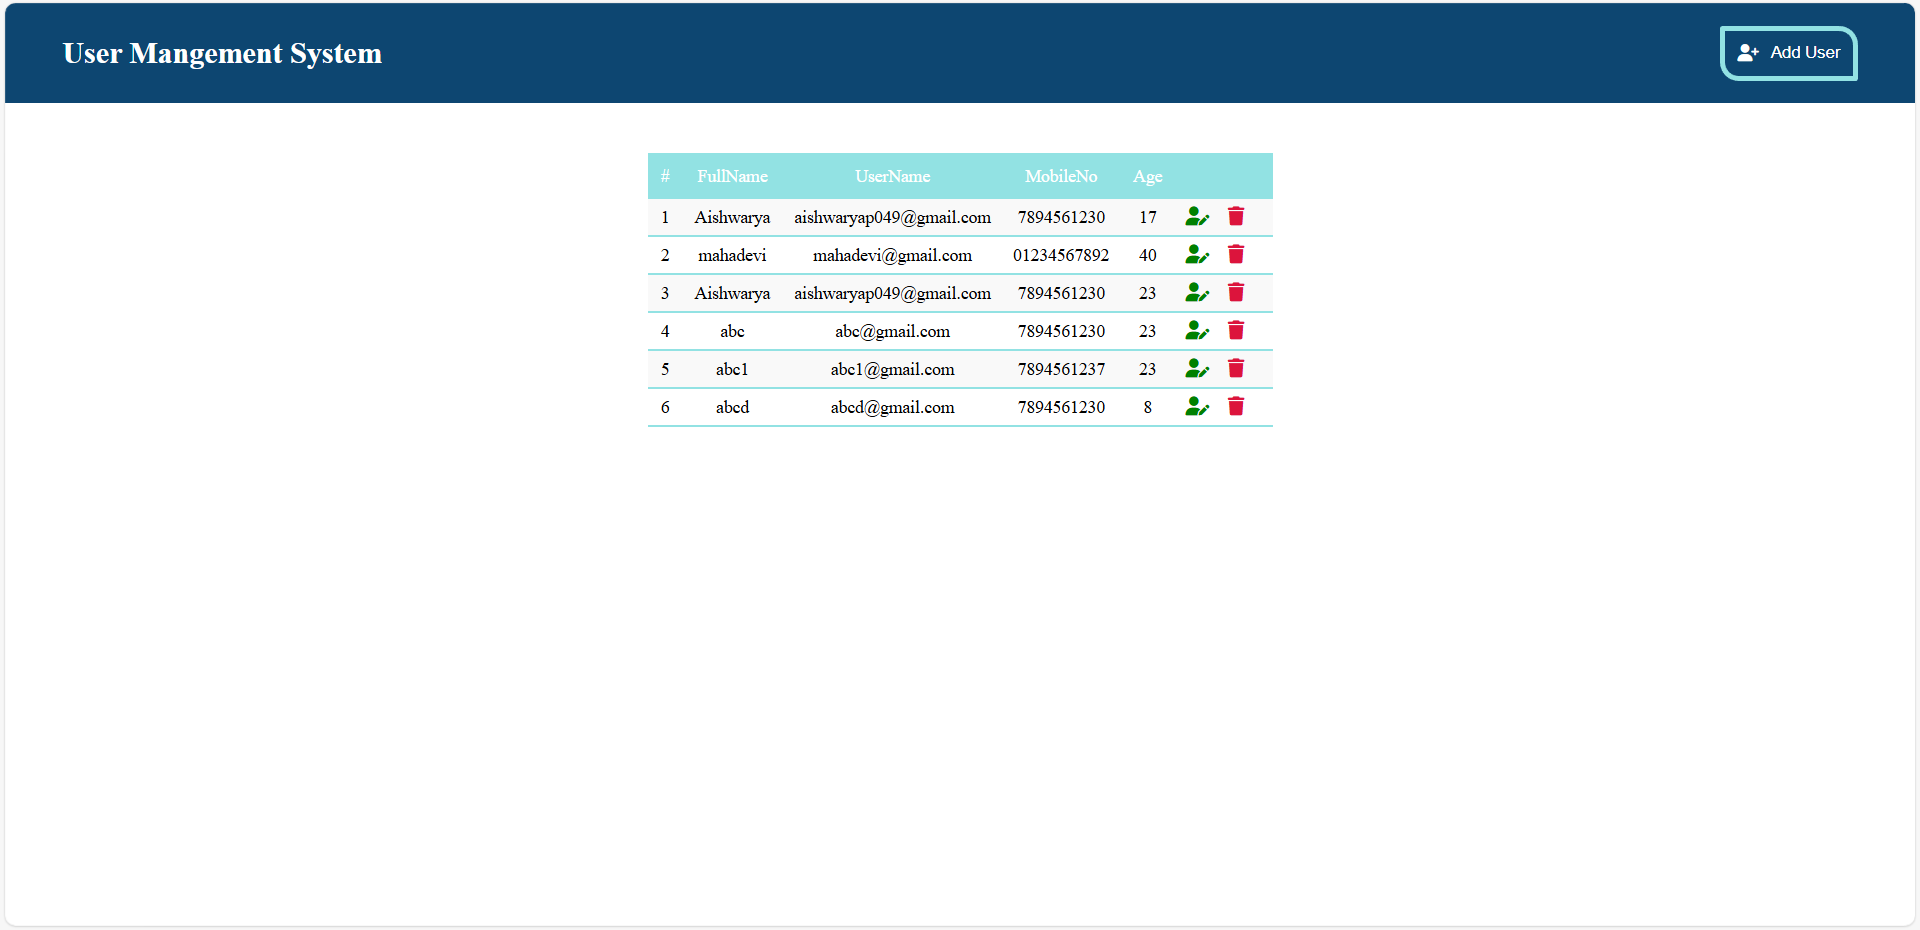 User Mangement System
Add User
# FullName UserName MobileNo Age
1 Aishwarya aishwaryap049@gmail.com 7894561230 17
2 mahadevi mahadevi@gmail.com 01234567892 40
3 Aishwarya aishwaryap049@gmail.com 7894561230 23
4 abc abc@gmail.com 7894561230 23
5 abc1 abc1@gmail.com 7894561237 23
6 abcd abcd@gmail.com 7894561230 8